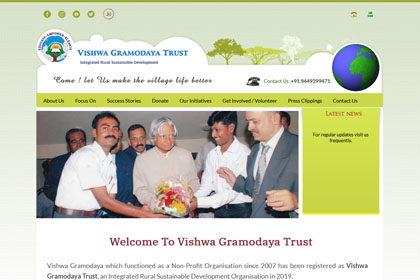 Vishwa Gramodaya Trust
Integrated Rural Sustainable Development
Come ! let Us make the village life better
Contact Us :+91.9449399471
About Us
Focus On
Success Stories
Donate
Our Initiatives
Get Involved / Volunteer
Press Clippings
Contact Us
Latest news
For regular updates visit us
frequently.
Welcome To Vishwa Gramodaya Trust
Vishwa Gramodaya which functioned as a Non-Profit Organisation since 2007 has been registered as Vishwa
Gramodaya Trust, an Integrated Rural Sustainable Development Organisation in 2019.